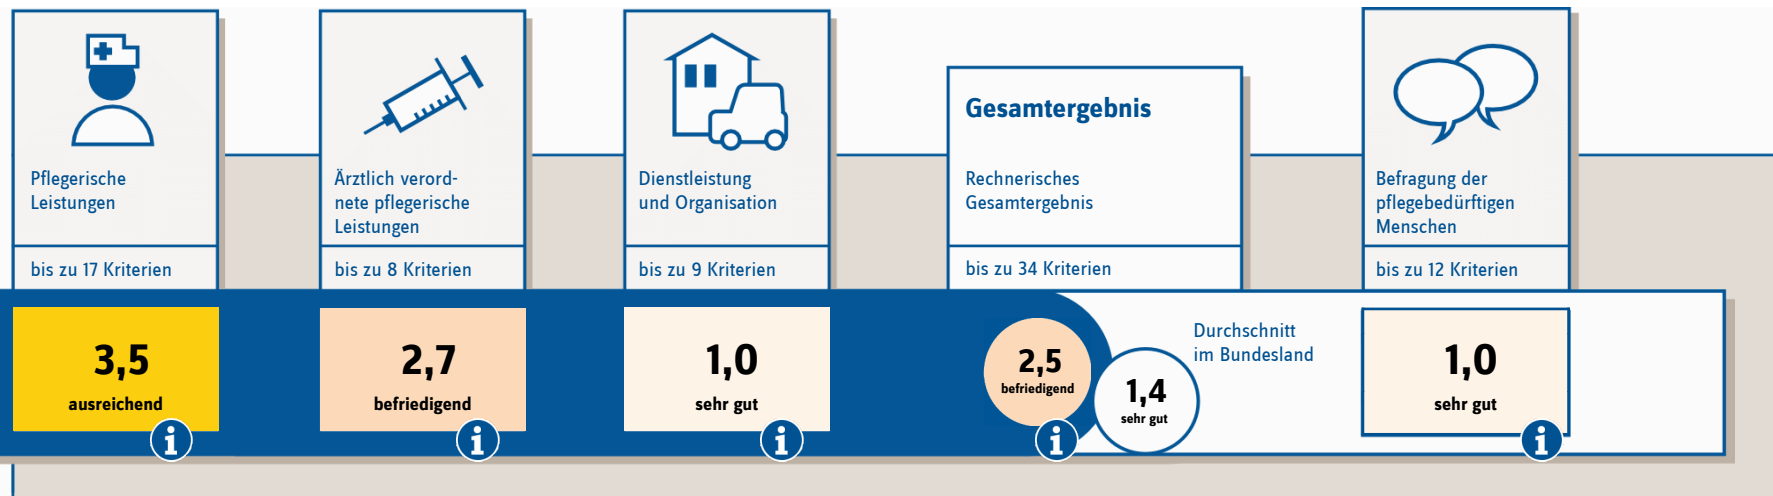 Pflegerische
Leistungen
bis zu 17 Kriterien
3,5
ausreichend
i
Ärztlich verord-
nete pflegerische
Leistungen
bis zu 8 Kriterien
2,7
befriedigend
i
Dienstleistung
und Organisation
bis zu 9 Kriterien
1,0
sehr gut
i
Gesamtergebnis
Rechnerisches
Gesamtergebnis
bis zu 34 Kriterien
2,5
befriedigend
i
1,4
sehr gut
Durchschnitt
im Bundesland
Befragung der
pflegebedürftigen
Menschen
bis zu 12 Kriterien
1,0
sehr gut
i